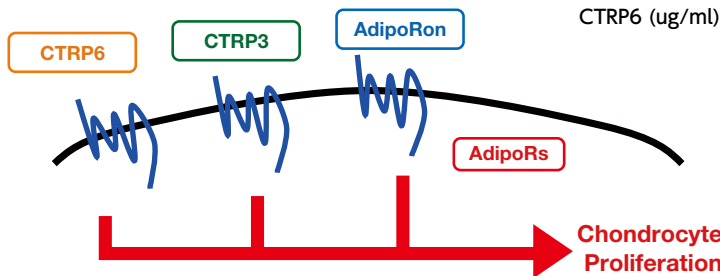 CTRP6 (ug/ml)
AdipoRon
CTRP3
CTRP6
AdipoRs
Chondrocyte
Proliferation